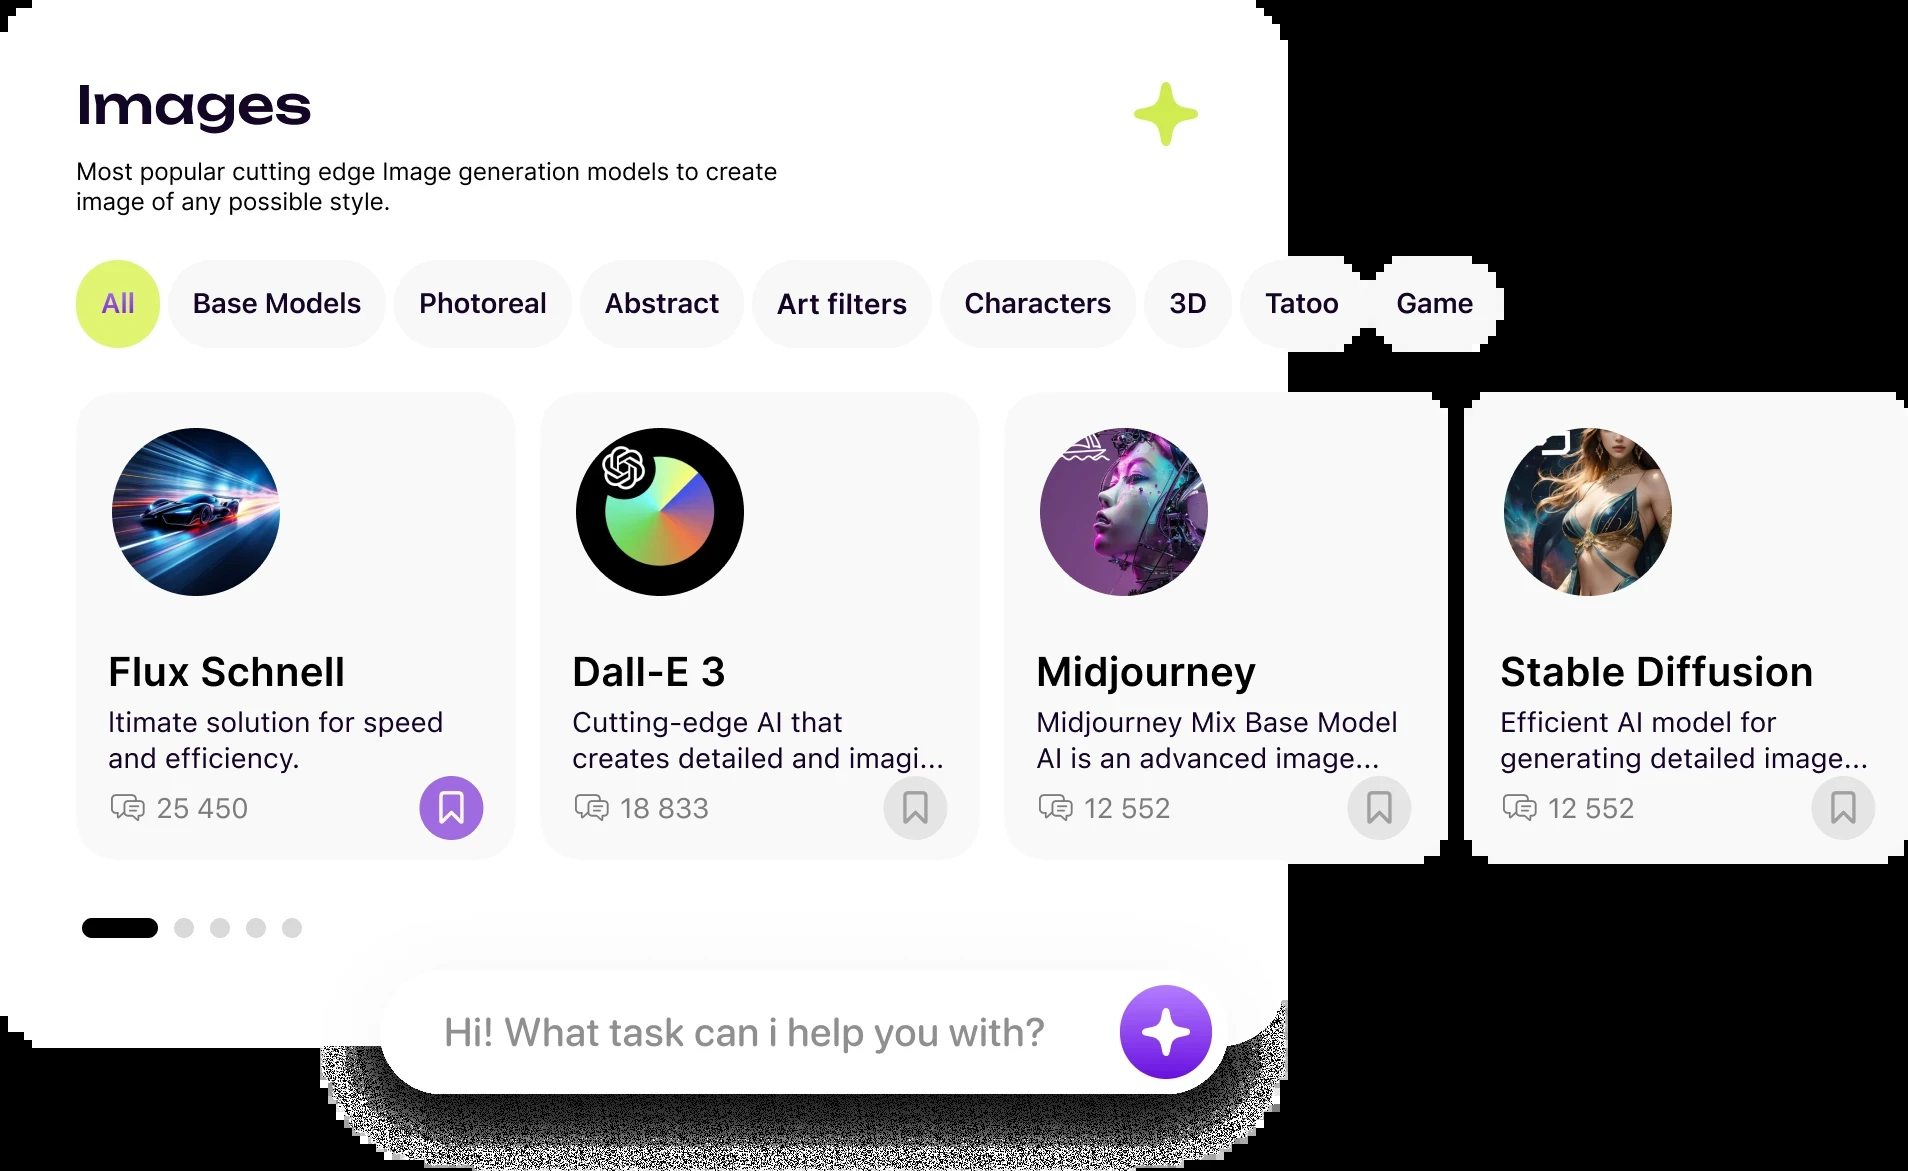 Images
Most popular cutting edge Image generation models to create
image of any possible style.
All
Base Models
Photoreal
Abstract
Art filters
Characters
3D
Tatoo
Game
Flux Schnell
ltimate solution for speed
and efficiency.
25 450
Dall-E 3
Cutting-edge AI that
creates detailed and imagi...
18 833
Midjourney
Midjourney Mix Base Model
AI is an advanced image...
12 552
Stable Diffusion
Efficient AI model for
generating detailed image...
12 552
Hi! What task can i help you with?